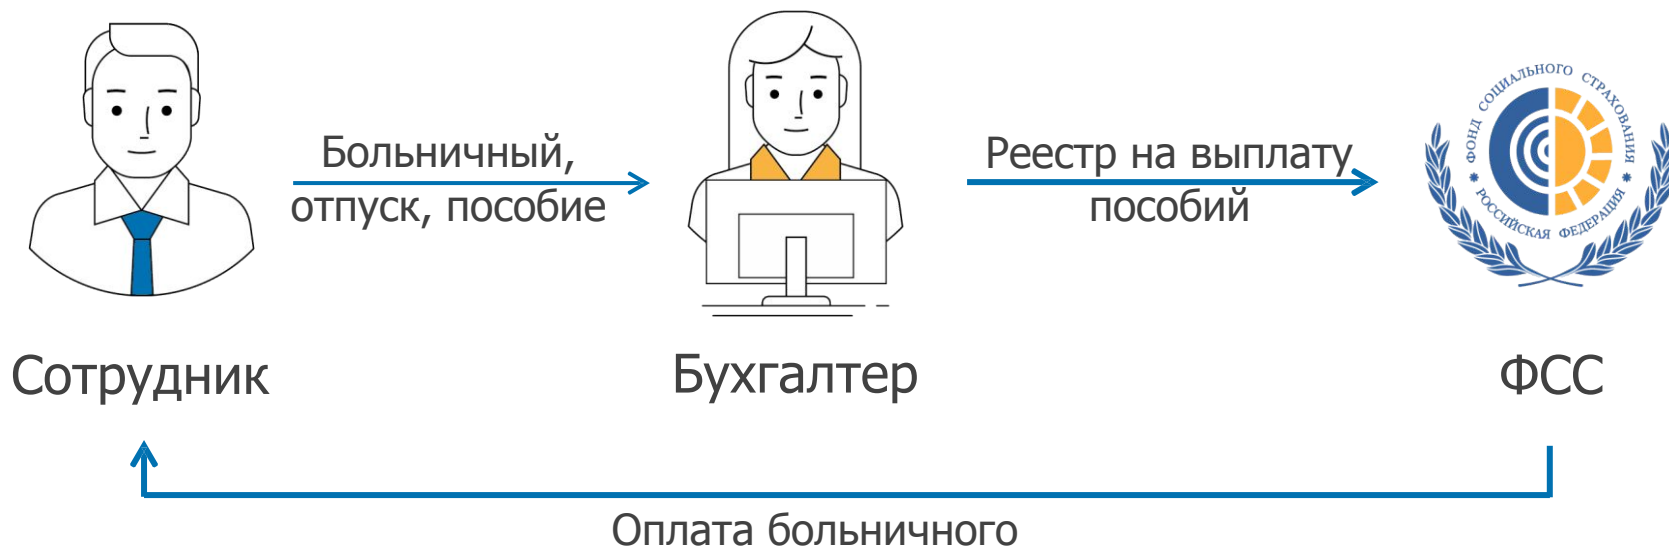 Больничный,
отпуск, пособие
Реестр на выплату
пособий
ФОНД СОЦИАЛЬНОГО СТРАХОВАНИЯ
* РОССИЙСКАЯ ФЕДЕРАЦИЯ *
Сотрудник
Бухгалтер
ФСС
Оплата больничного